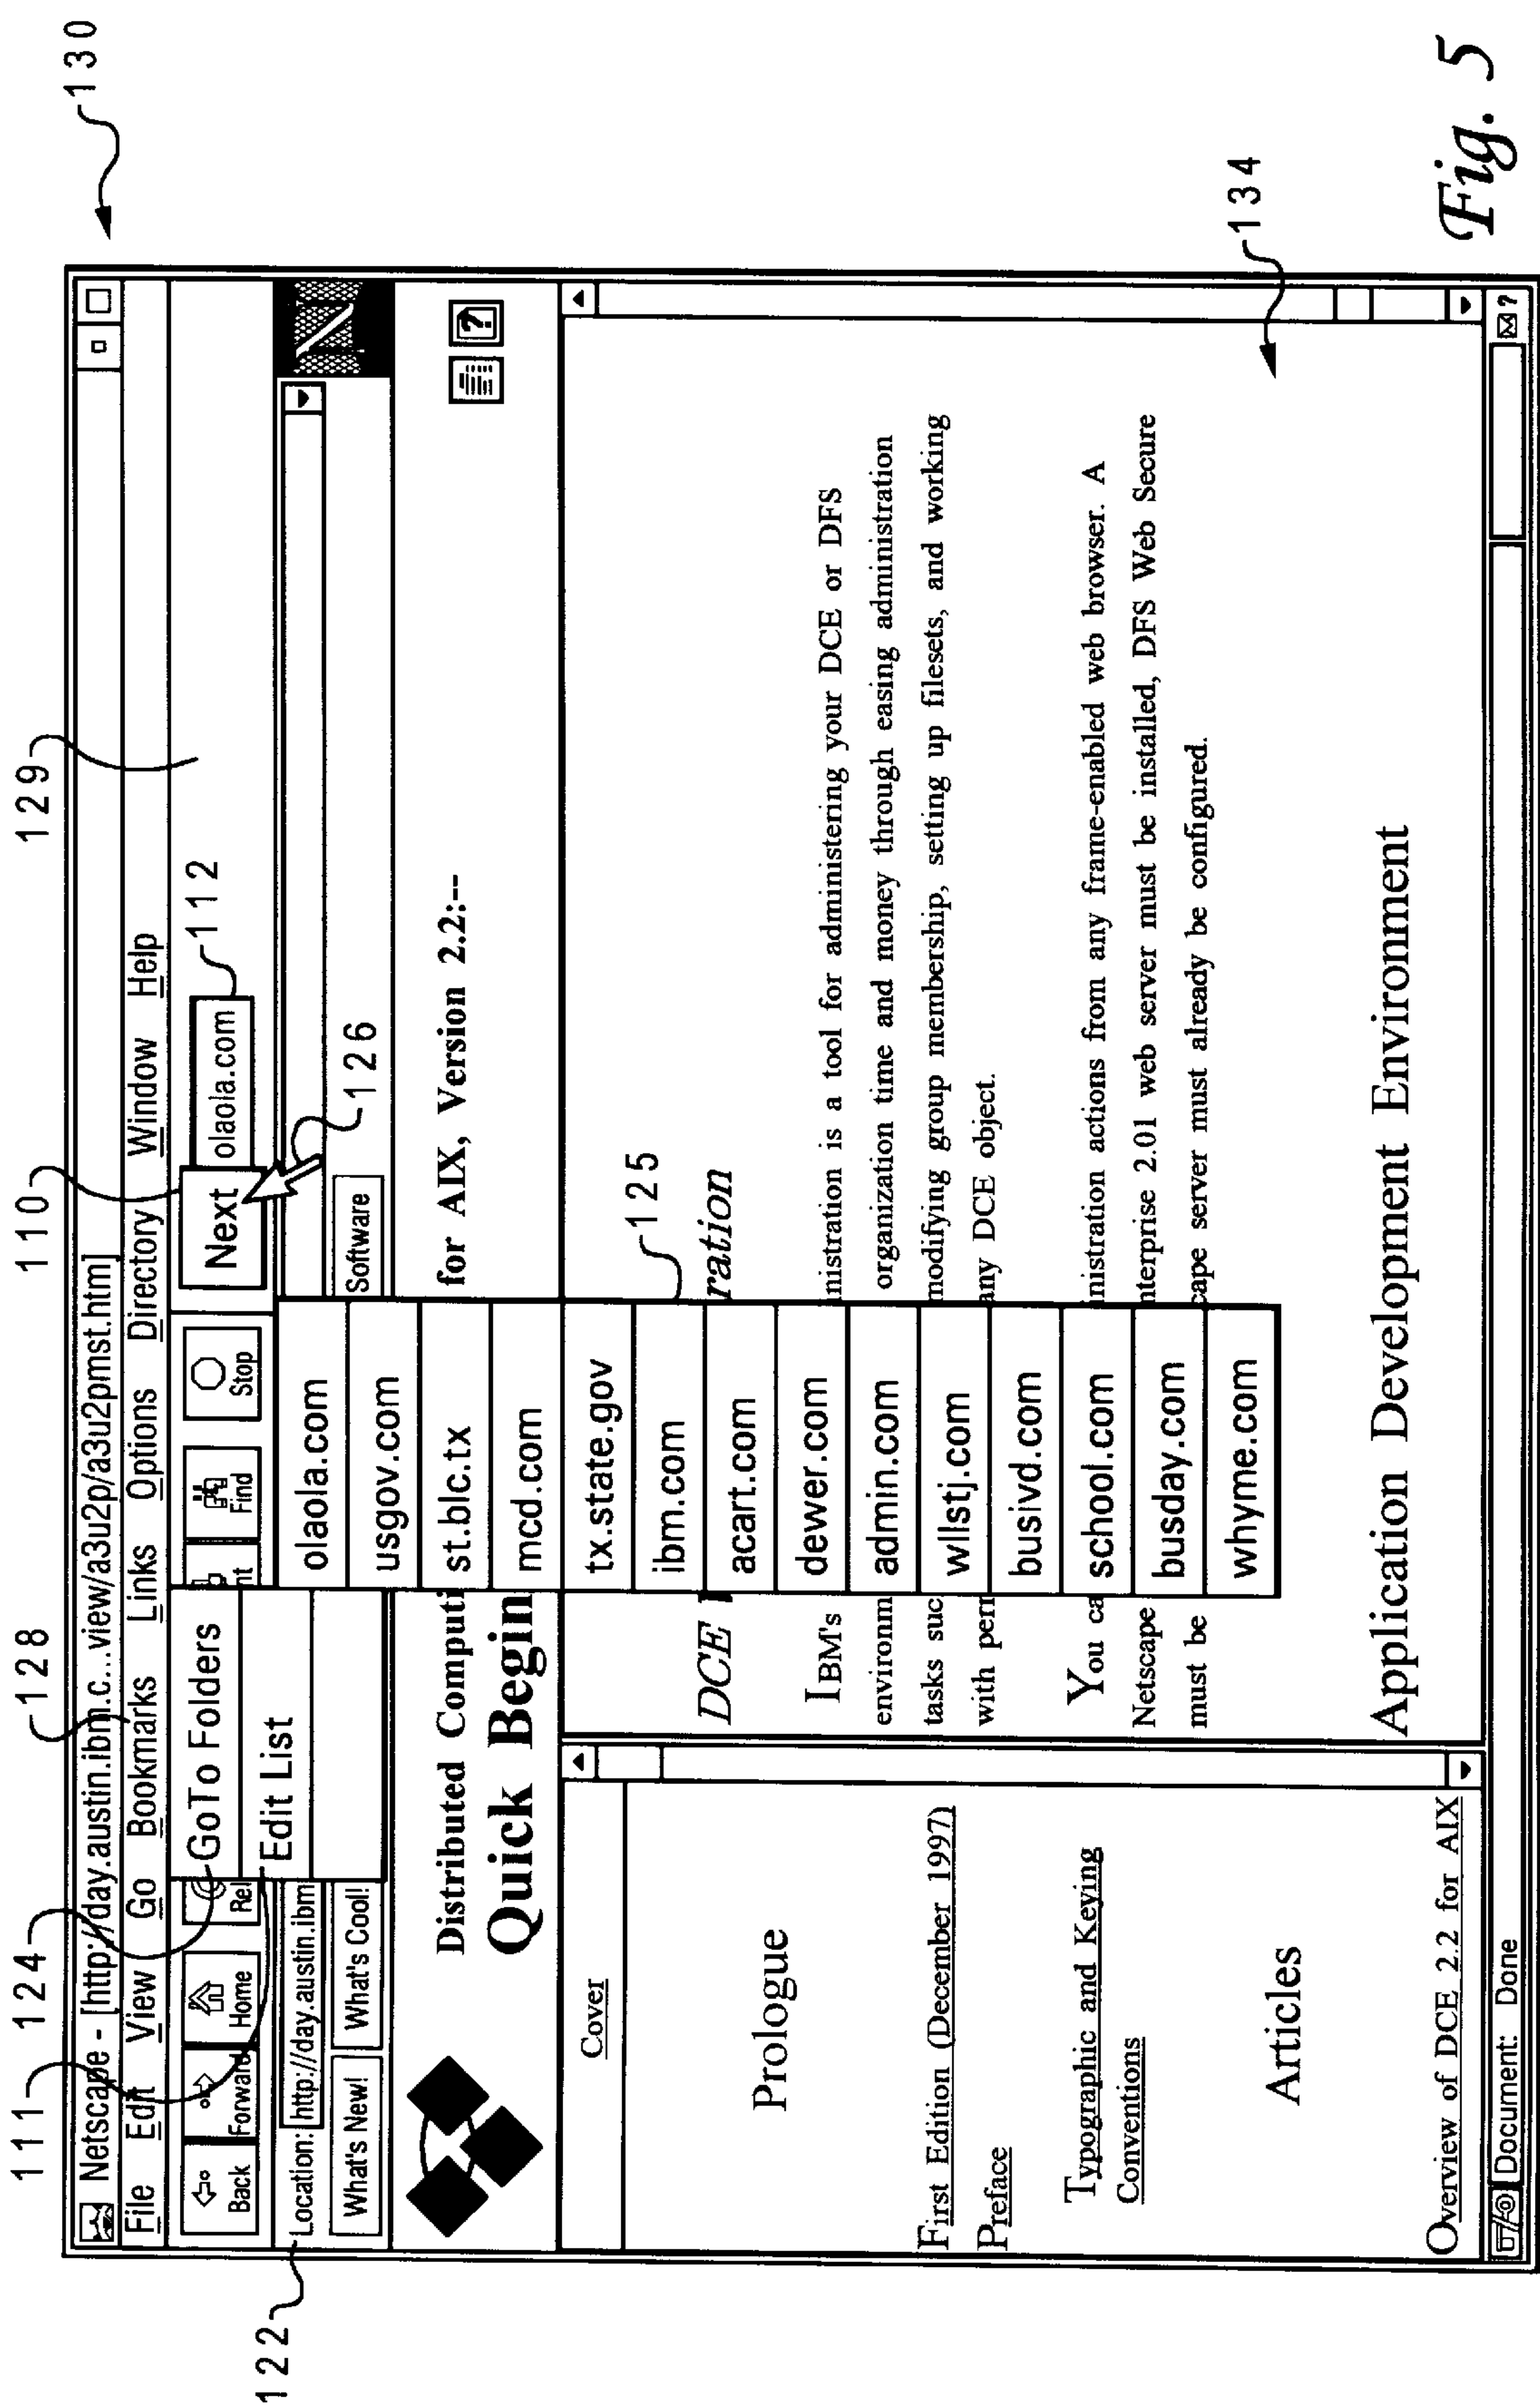 111 124 128 110 129 130
Netscape - [http://day.austin.ibm.c...view/a3u2p/a3u2pmst.htm]
File Edit View Go Bookmarks Links Options Directory Window Help
Back Forward Home Find Stop
GoTo Folders
Edit List
Next
olaola.com
112
122
Location: http://day.austin.ibm
What's New! What's Cool! Software
126
N
olaola.com
usgov.com
st.blc.tx
mcd.com
tx.state.gov
ibm.com
acart.com
dewer.com
admin.com
wllstj.com
busivd.com
school.com
busday.com
whyme.com
125
Distributed Computi for AIX, Version 2.2:--
Quick Begin
?
Cover
Prologue
First Edition (December 1997)
Preface
Typographic and Keying
Conventions
Articles
Overview of DCE 2.2 for AIX
DCE ration
IBM's nistration is a tool for administering your DCE or DFS
environm organization time and money through easing administration
tasks suc modifying group membership, setting up filesets, and working
with perr any DCE object.
You ca nistration actions from any frame-enabled web browser. A
Netscape nterprise 2.01 web server must be installed, DFS Web Secure
must be cape server must already be configured.
Application Development Environment
134
Document: Done
?
Fig. 5